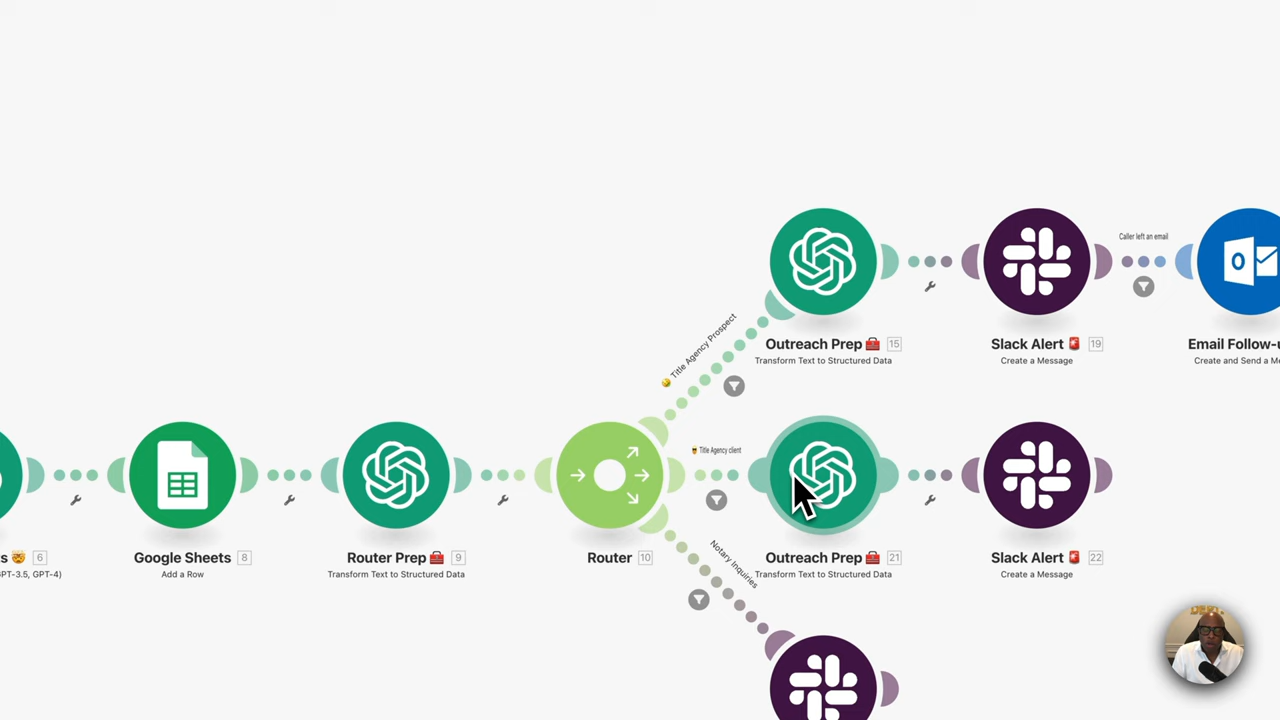 Caller left an email
Outreach Prep 🧰 15
Transform Text to Structured Data
Slack Alert 🚨 19
Create a Message
Email Follow-u
Create and Send a Me
🤑 Title Agency Prospect
😎 Title Agency client
s 🤯 6
GPT-3.5, GPT-4)
Google Sheets 8
Add a Row
Router Prep 🧰 9
Transform Text to Structured Data
Router 10
Notary Inquiries
Outreach Prep 🧰 21
Transform Text to Structured Data
Slack Alert 🚨 22
Create a Message